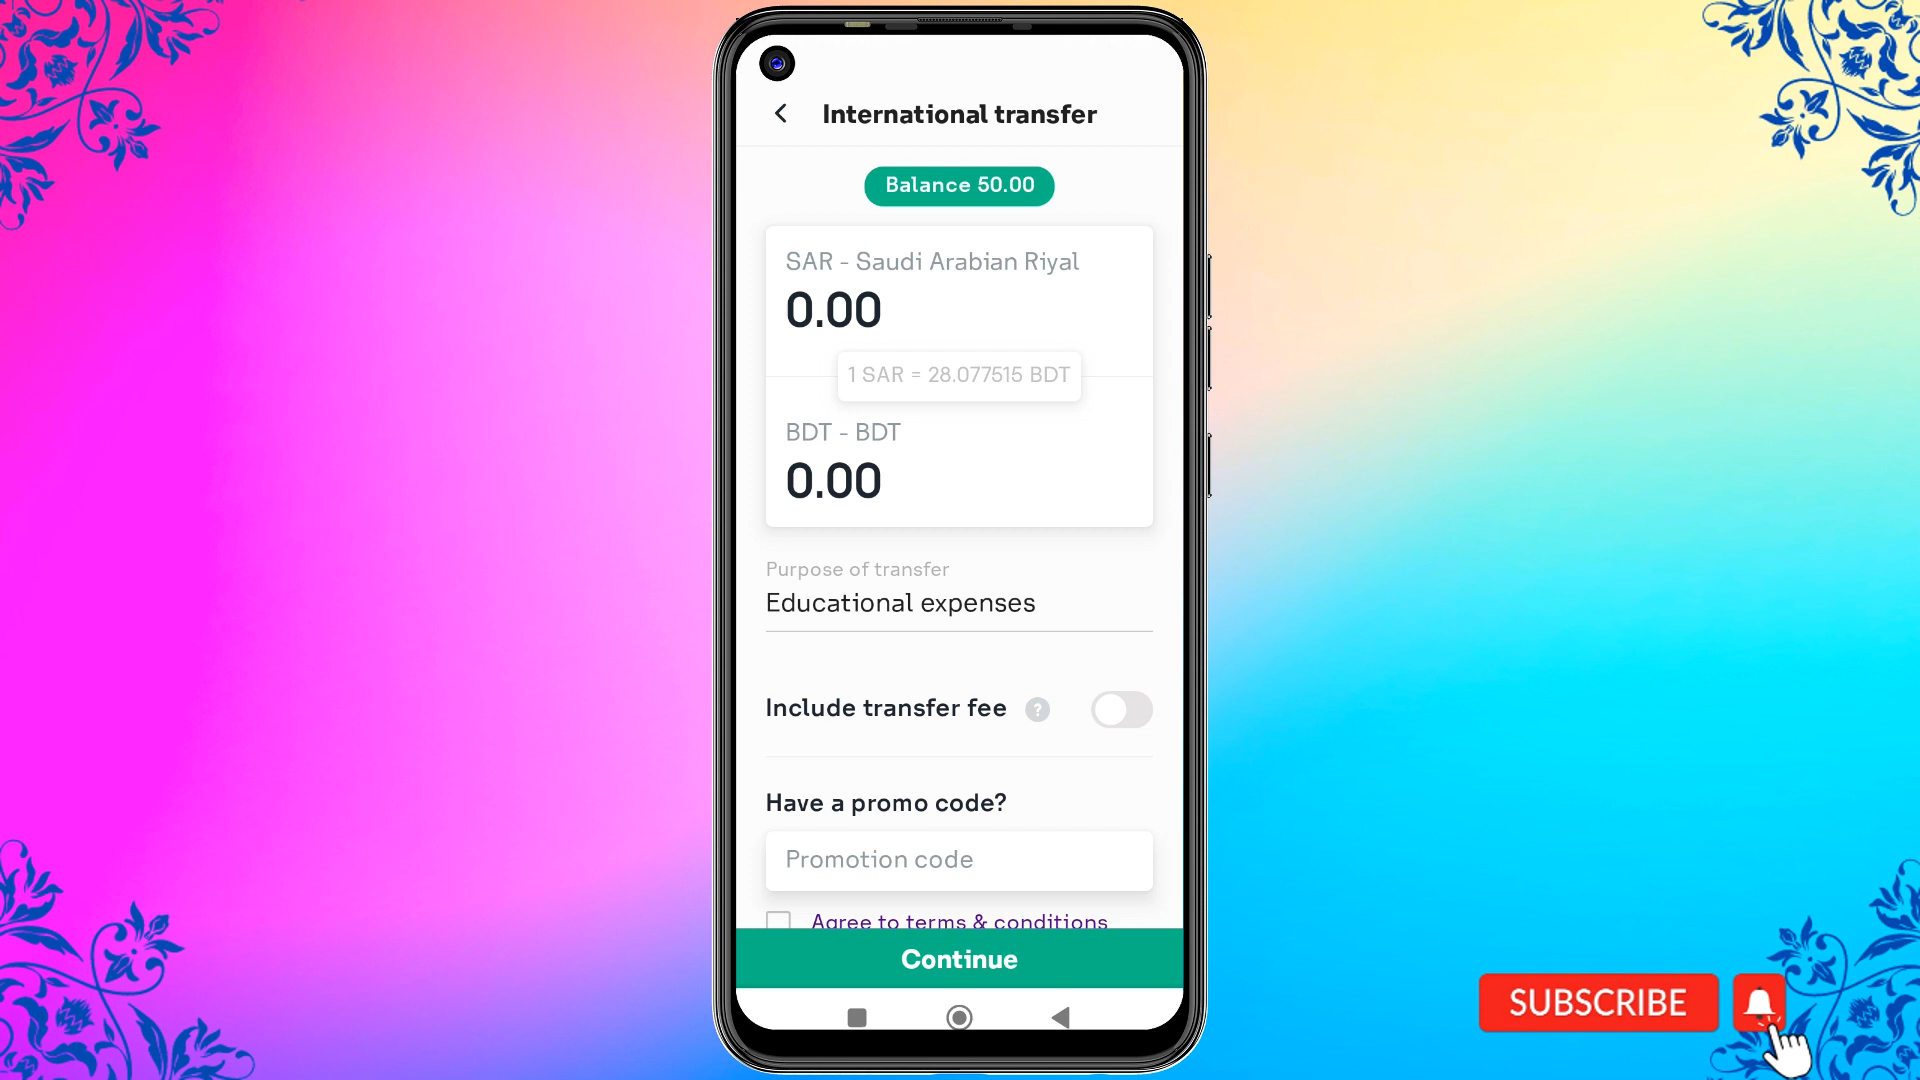 International transfer
Balance 50.00
SAR - Saudi Arabian Riyal
0.00
1 SAR = 28.077515 BDT
BDT - BDT
0.00
Purpose of transfer
Educational expenses
Include transfer fee ?
Have a promo code?
Promotion code
Agree to terms & conditions
Continue
SUBSCRIBE